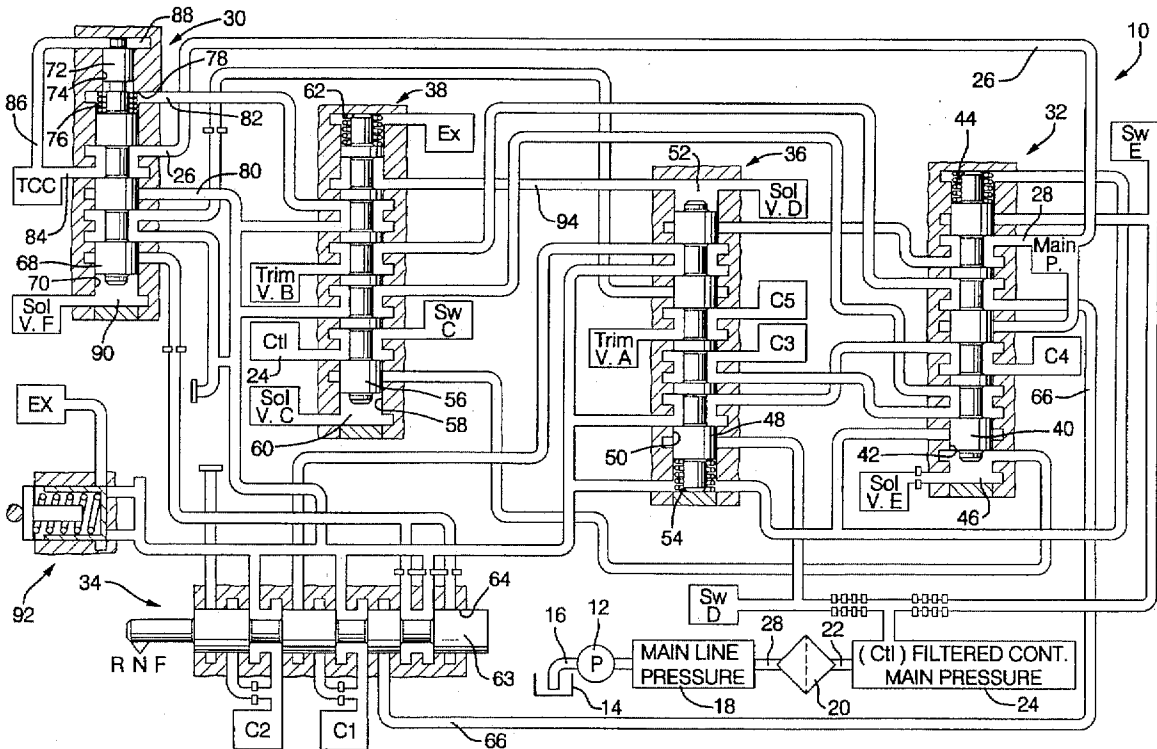 88
30
10
72
26
74
78
38
86
62
82
32
76
Ex
44
Sw
E
26
36
52
TCC
80
94
Sol
V. D
28
84
Main
P.
68
Trim
V. B
70
C5
Sol
V. F
Sw
C
90
Ctl
Trim
V. A
C3
C4
24
66
56
EX
Sol
V. C
58
48
40
60
50
42
Sol
V. E
46
54
92
34
64
Sw
D
16
12
22
63
P
MAIN LINE
PRESSURE
28
(Ctl) FILTERED CONT.
MAIN PRESSURE
R N F
14
18
20
24
C2
C1
66